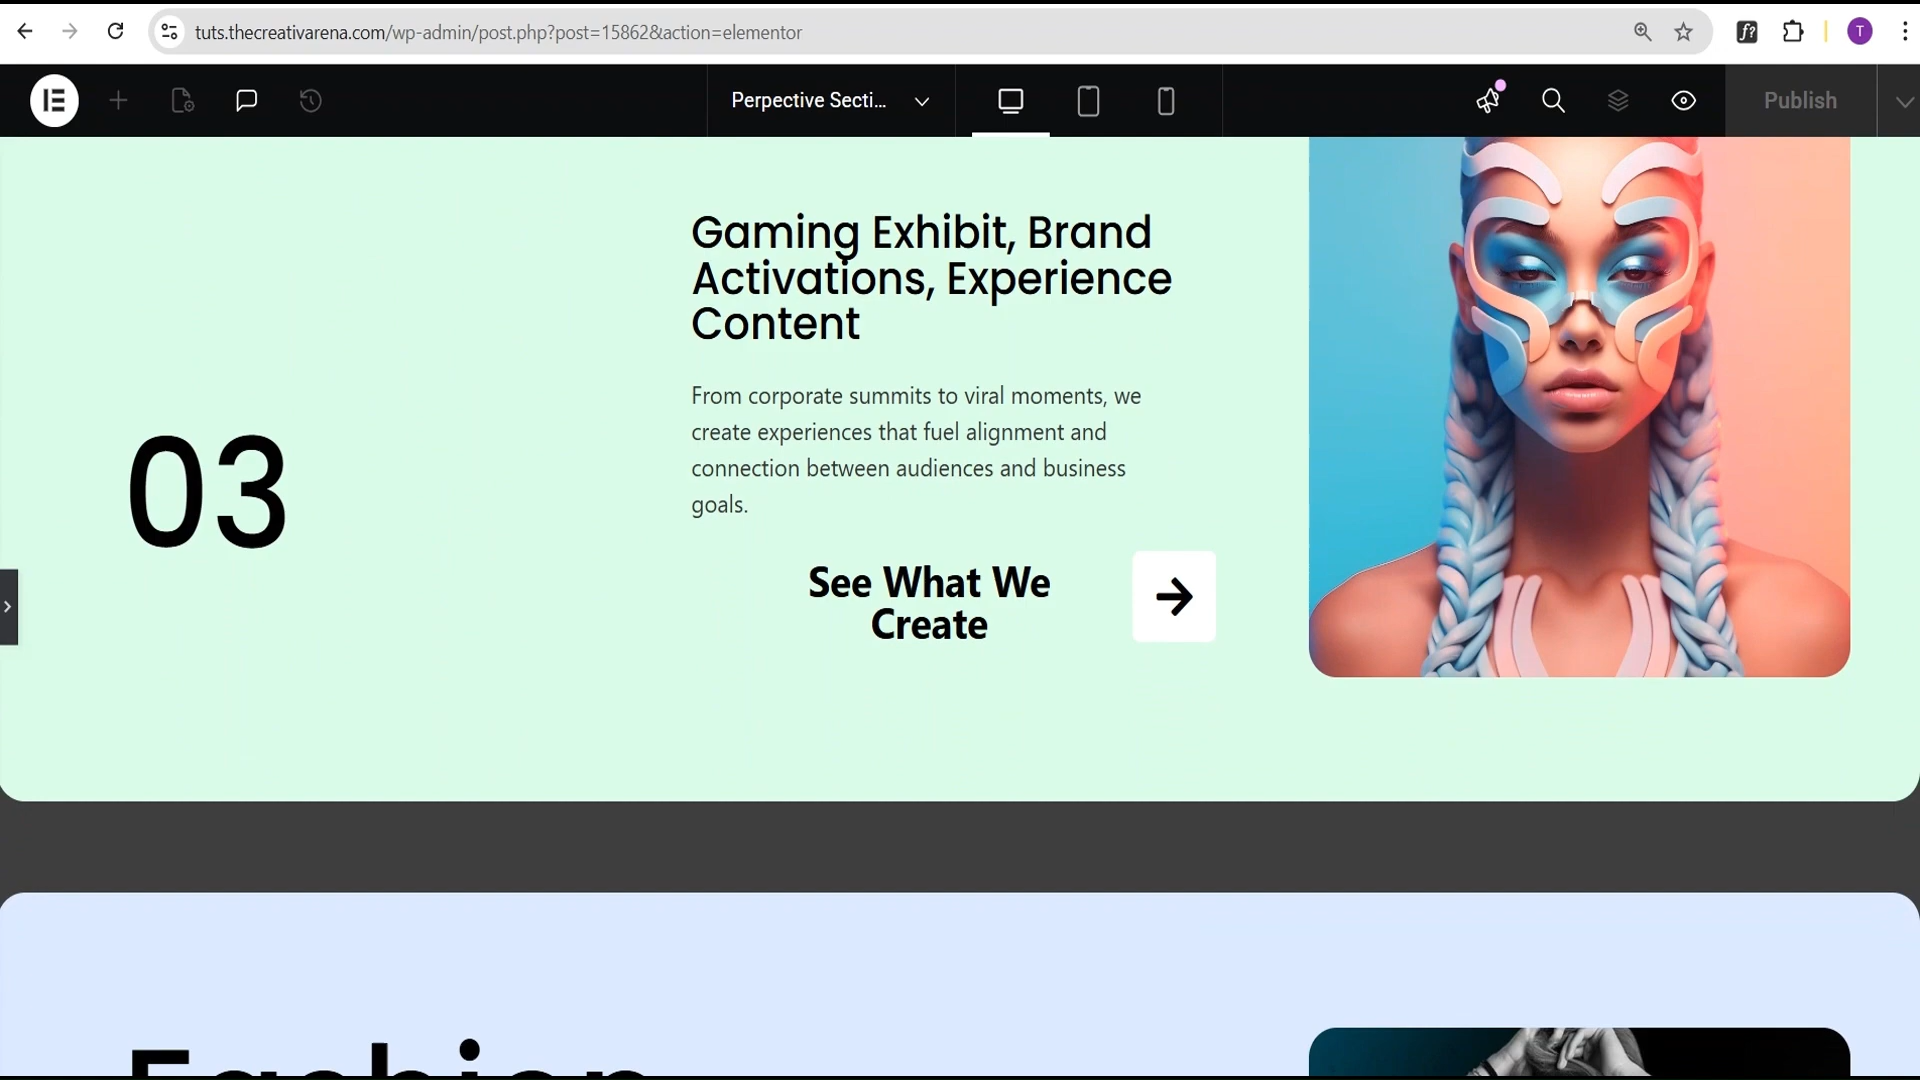 tuts.thecreativarena.com/wp-admin/post.php?post=15862&action=elementor
f?
T
Perpective Secti...
Publish
Gaming Exhibit, Brand
Activations, Experience
Content
From corporate summits to viral moments, we
create experiences that fuel alignment and
connection between audiences and business
goals.
03
See What We
Create
Fashion